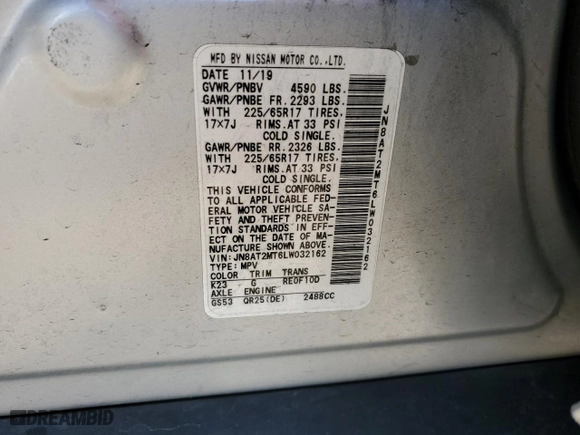 MFD BY NISSAN MOTOR CO.,LTD.
DATE 11/19
GVWR/PNBV 4590 LBS.
GAWR/PNBE FR. 2293 LBS.
WITH 225/65R17 TIRES,
17×7J RIMS.AT 33 PSI
COLD SINGLE.
GAWR/PNBE RR. 2326 LBS.
WITH 225/65R17 TIRES,
17×7J RIMS.AT 33 PSI
COLD SINGLE.
THIS VEHICLE CONFORMS
TO ALL APPLICABLE FED-
ERAL MOTOR VEHICLE SA-
FETY AND THEFT PREVEN-
TION STANDARDS IN EFF-
ECT ON THE DATE OF MA-
NUFACTURE SHOWN ABOVE.
VIN: JN8AT2MT6LW032162
TYPE: MPV
COLOR TRIM TRANS
K23 G RE0F10D
AXLE ENGINE
GS53 QR25(DE) 2488CC
JN8AT2MT6LW032162
DREAMBID